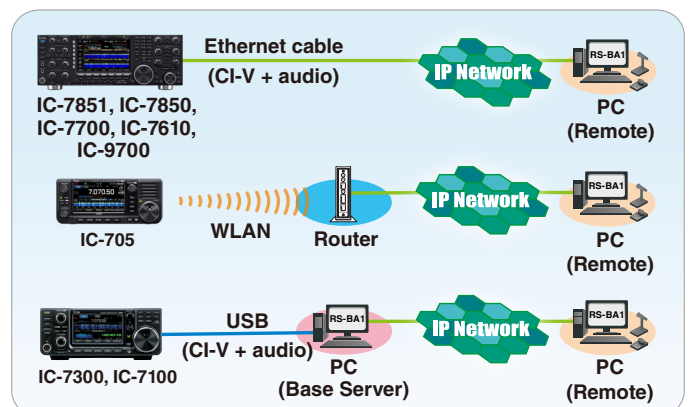 Ethernet cable
(CI-V + audio)
IP Network
RS-BA1
IC-7851, IC-7850,
IC-7700, IC-7610,
IC-9700
PC
(Remote)
7.070.50
IC-705
WLAN
Router
IP Network
RS-BA1
PC
(Remote)
USB
(CI-V + audio)
IC-7300, IC-7100
RS-BA1
PC
(Base Server)
IP Network
RS-BA1
PC
(Remote)